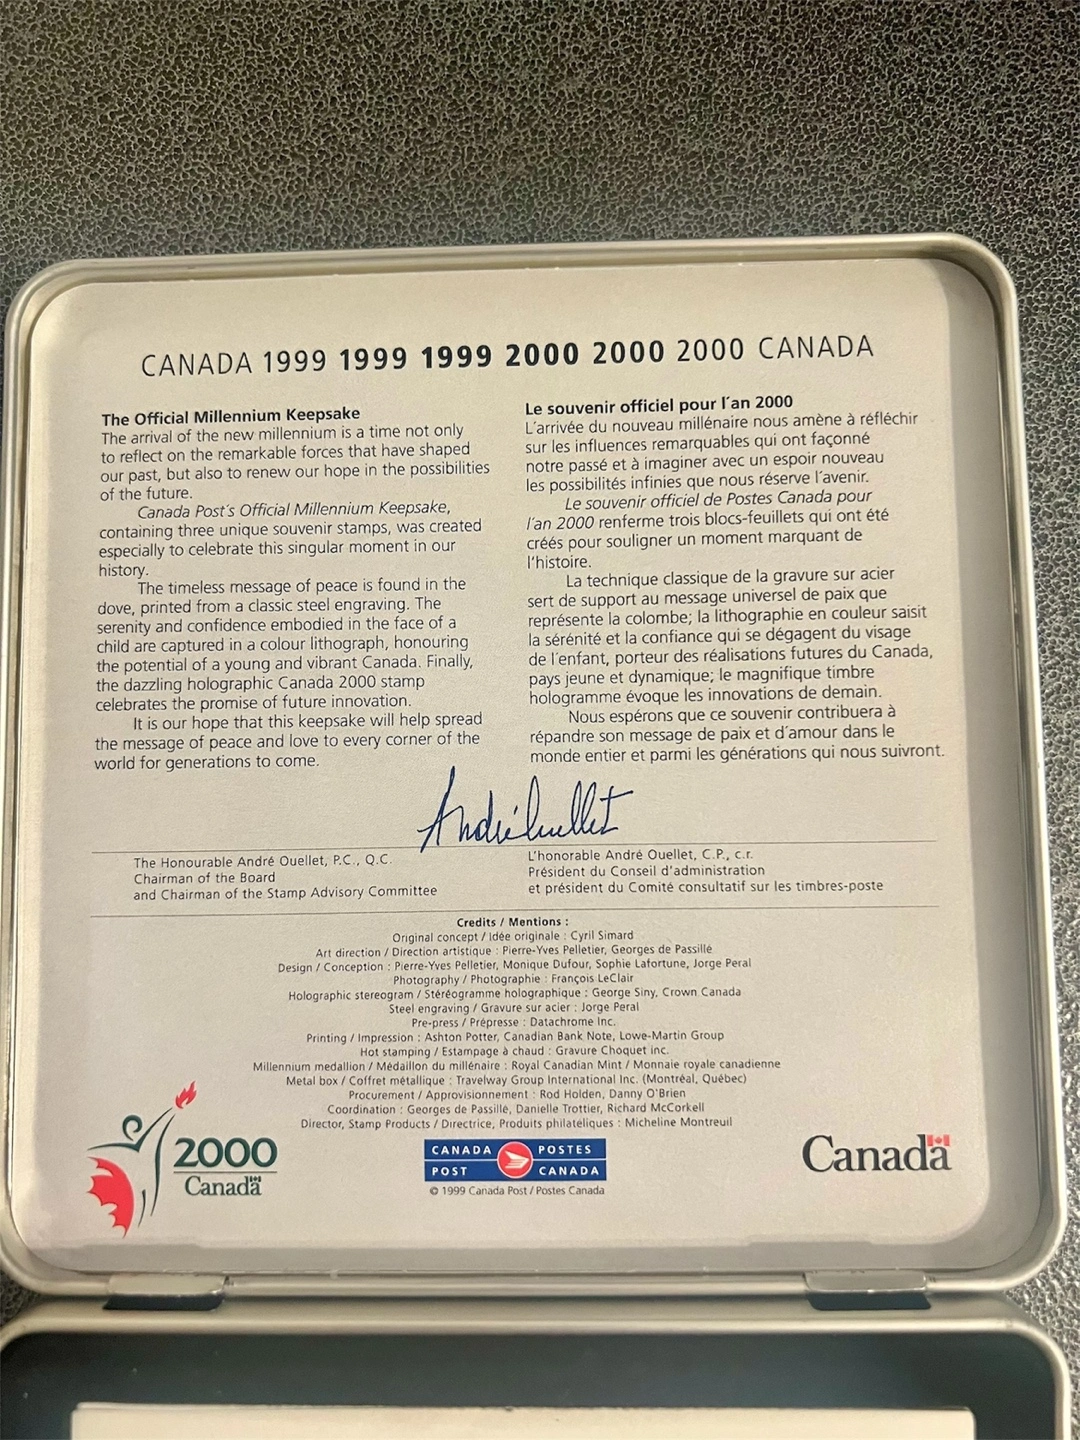 CANADA 1999 1999 1999 2000 2000 2000 CANADA
The Official Millennium Keepsake
The arrival of the new millennium is a time not only
to reflect on the remarkable forces that have shaped
our past, but also to renew our hope in the possibilities
of the future.
Canada Post's Official Millennium Keepsake,
containing three unique souvenir stamps, was created
especially to celebrate this singular moment in our
history.
The timeless message of peace is found in the
dove, printed from a classic steel engraving. The
serenity and confidence embodied in the face of a
child are captured in a colour lithograph, honouring
the potential of a young and vibrant Canada. Finally,
the dazzling holographic Canada 2000 stamp
celebrates the promise of future innovation.
It is our hope that this keepsake will help spread
the message of peace and love to every corner of the
world for generations to come.
Le souvenir officiel pour l'an 2000
L'arrivée du nouveau millénaire nous amène à réfléchir
sur les influences remarquables qui ont façonné
notre passé et à imaginer avec un espoir nouveau
les possibilités infinies que nous réserve l'avenir.
Le souvenir officiel de Postes Canada pour
l'an 2000 renferme trois blocs-feuillets qui ont été
créés pour souligner un moment marquant de
l'histoire.
La technique classique de la gravure sur acier
sert de support au message universel de paix que
représente la colombe; la lithographie en couleur saisit
la sérénité et la confiance qui se dégagent du visage
de l'enfant, porteur des réalisations futures du Canada,
pays jeune et dynamique; le magnifique timbre
hologramme évoque les innovations de demain.
Nous espérons que ce souvenir contribuera à
répandre son message de paix et d'amour dans le
monde entier et parmi les générations qui nous suivront.
André Ouellet
The Honourable André Ouellet, P.C., Q.C.
Chairman of the Board
and Chairman of the Stamp Advisory Committee
L'honorable André Ouellet, C.P., c.r.
Président du Conseil d'administration
et président du Comité consultatif sur les timbres-poste
Credits / Mentions :
Original concept / Idée originale : Cyril Simard
Art direction / Direction artistique : Pierre-Yves Pelletier, Georges de Passillé
Design / Conception : Pierre-Yves Pelletier, Monique Dufour, Sophie Lafortune, Jorge Peral
Photography / Photographie : François LeClair
Holographic stereogram / Stéréogramme holographique : George Siny, Crown Canada
Steel engraving / Gravure sur acier : Jorge Peral
Pre-press / Prépresse : Datachrome Inc.
Printing / Impression : Ashton Potter, Canadian Bank Note, Lowe-Martin Group
Hot stamping / Estampage à chaud : Gravure Choquet inc.
Millennium medallion / Médaillon du millénaire : Royal Canadian Mint / Monnaie royale canadienne
Metal box / Coffret métallique : Travelway Group International Inc. (Montréal, Québec)
Procurement / Approvisionnement : Rod Holden, Danny O'Brien
Coordination : Georges de Passillé, Danielle Trottier, Richard McCorkell
Director, Stamp Products / Directrice, Produits philatéliques : Micheline Montreuil
2000
Canada
CANADA POSTES
POST CANADA
© 1999 Canada Post / Postes Canada
Canada